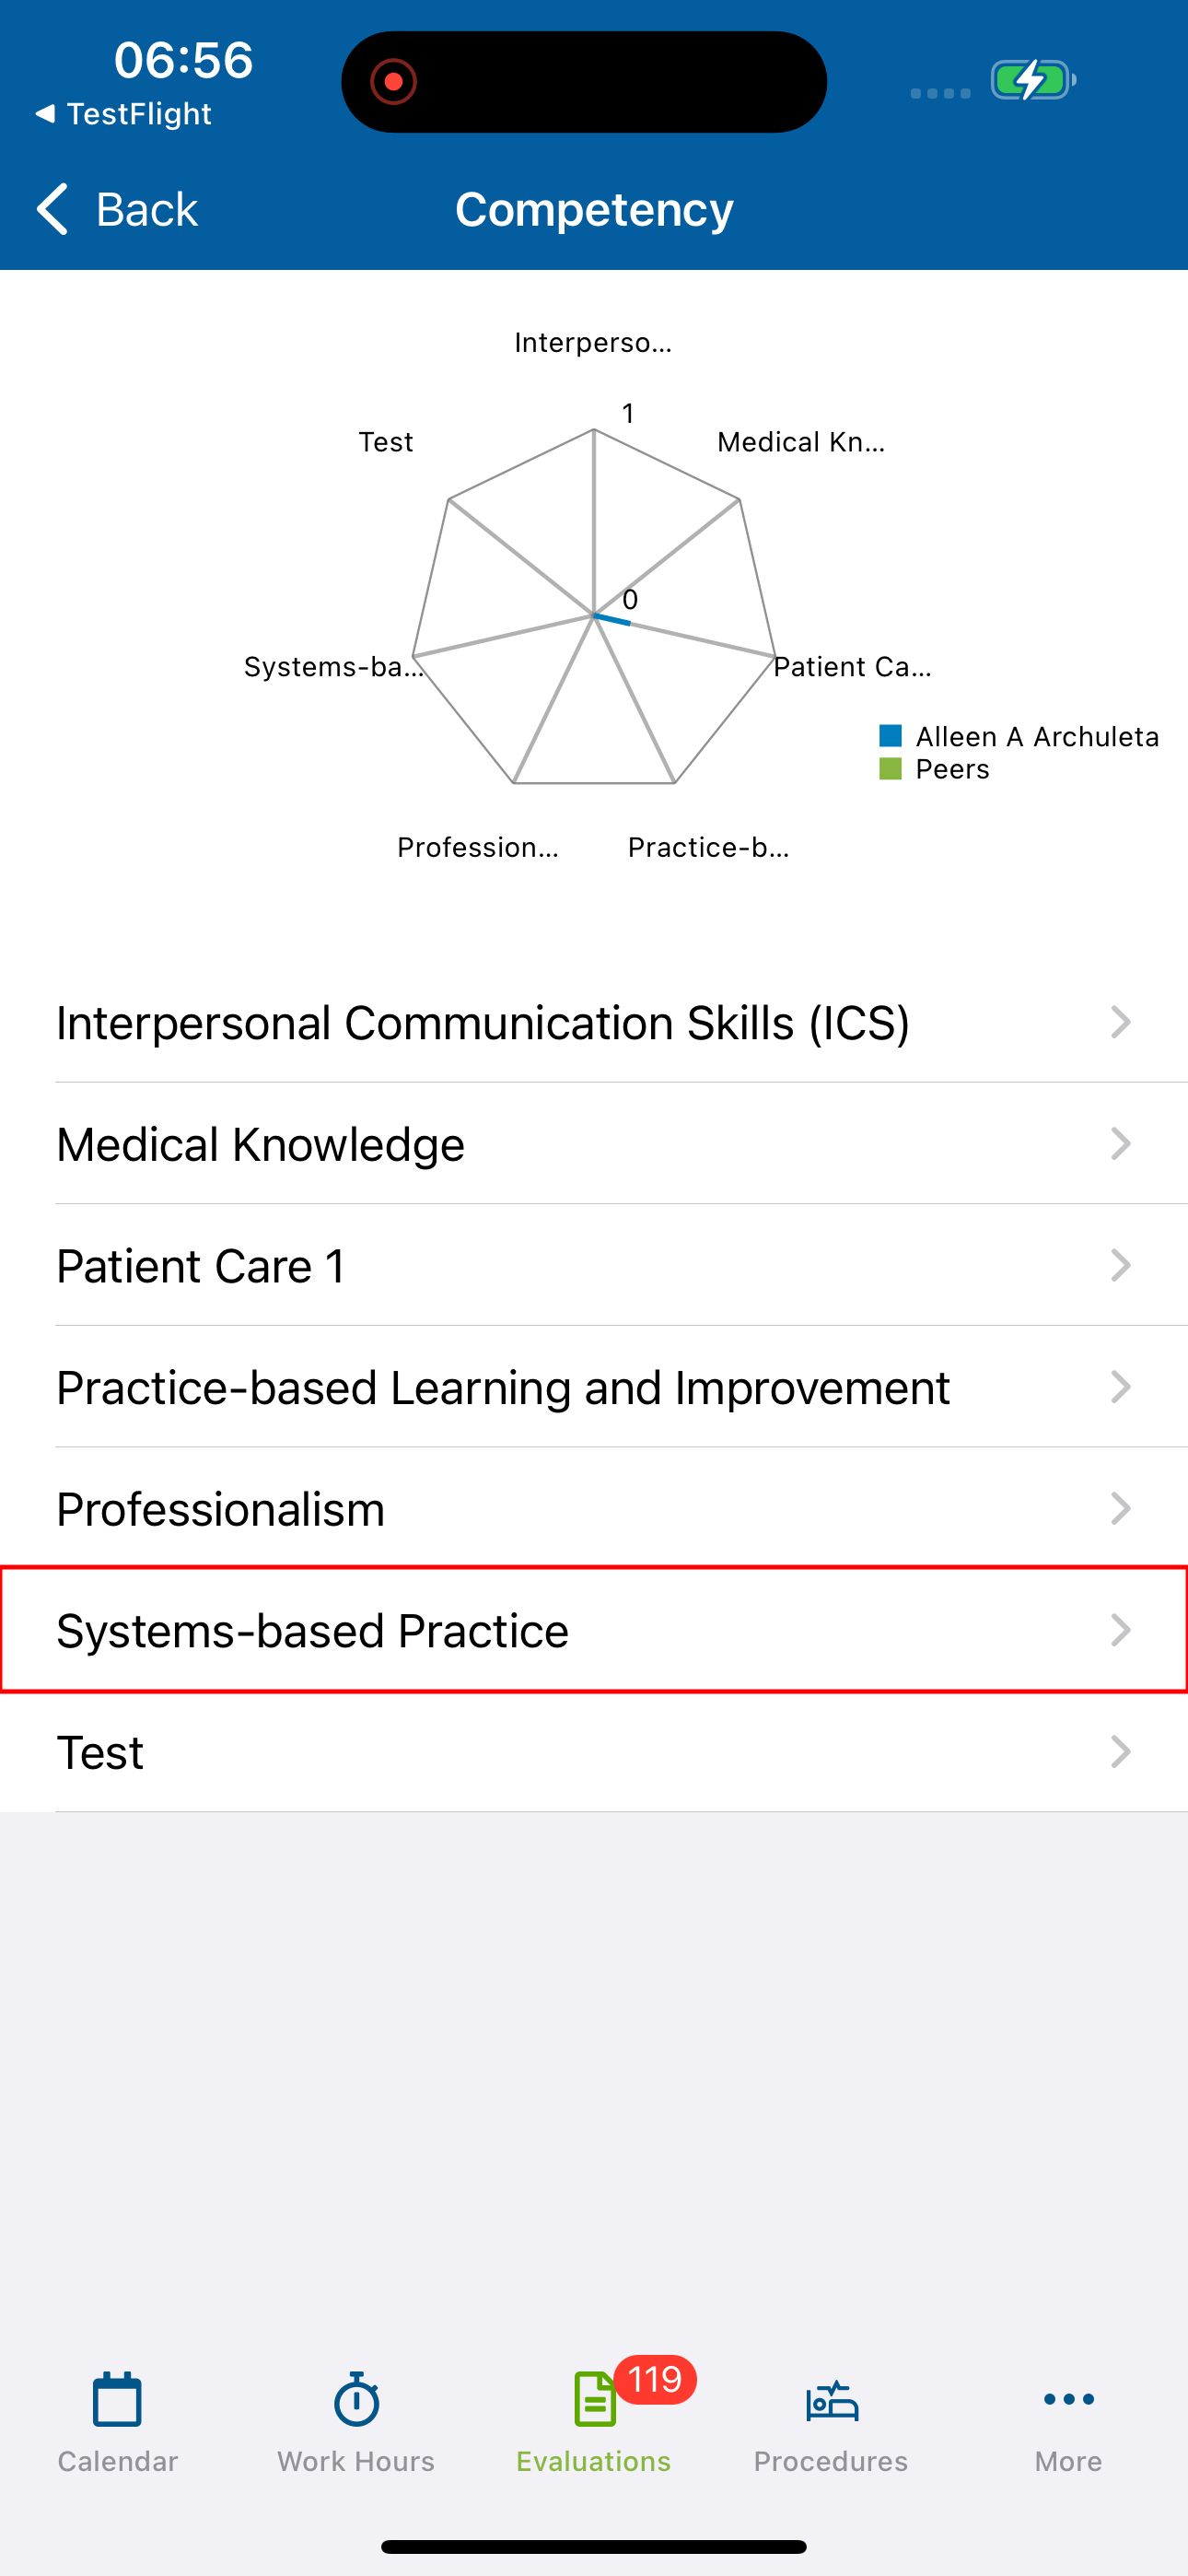 06:56
◀ TestFlight
Back
Competency
Interperso...
1
Test
Medical Kn...
0
Systems-ba...
Patient Ca...
Alleen A Archuleta
Peers
Profession...
Practice-b...
Interpersonal Communication Skills (ICS)
Medical Knowledge
Patient Care 1
Practice-based Learning and Improvement
Professionalism
Systems-based Practice
Test
119
Calendar
Work Hours
Evaluations
Procedures
More